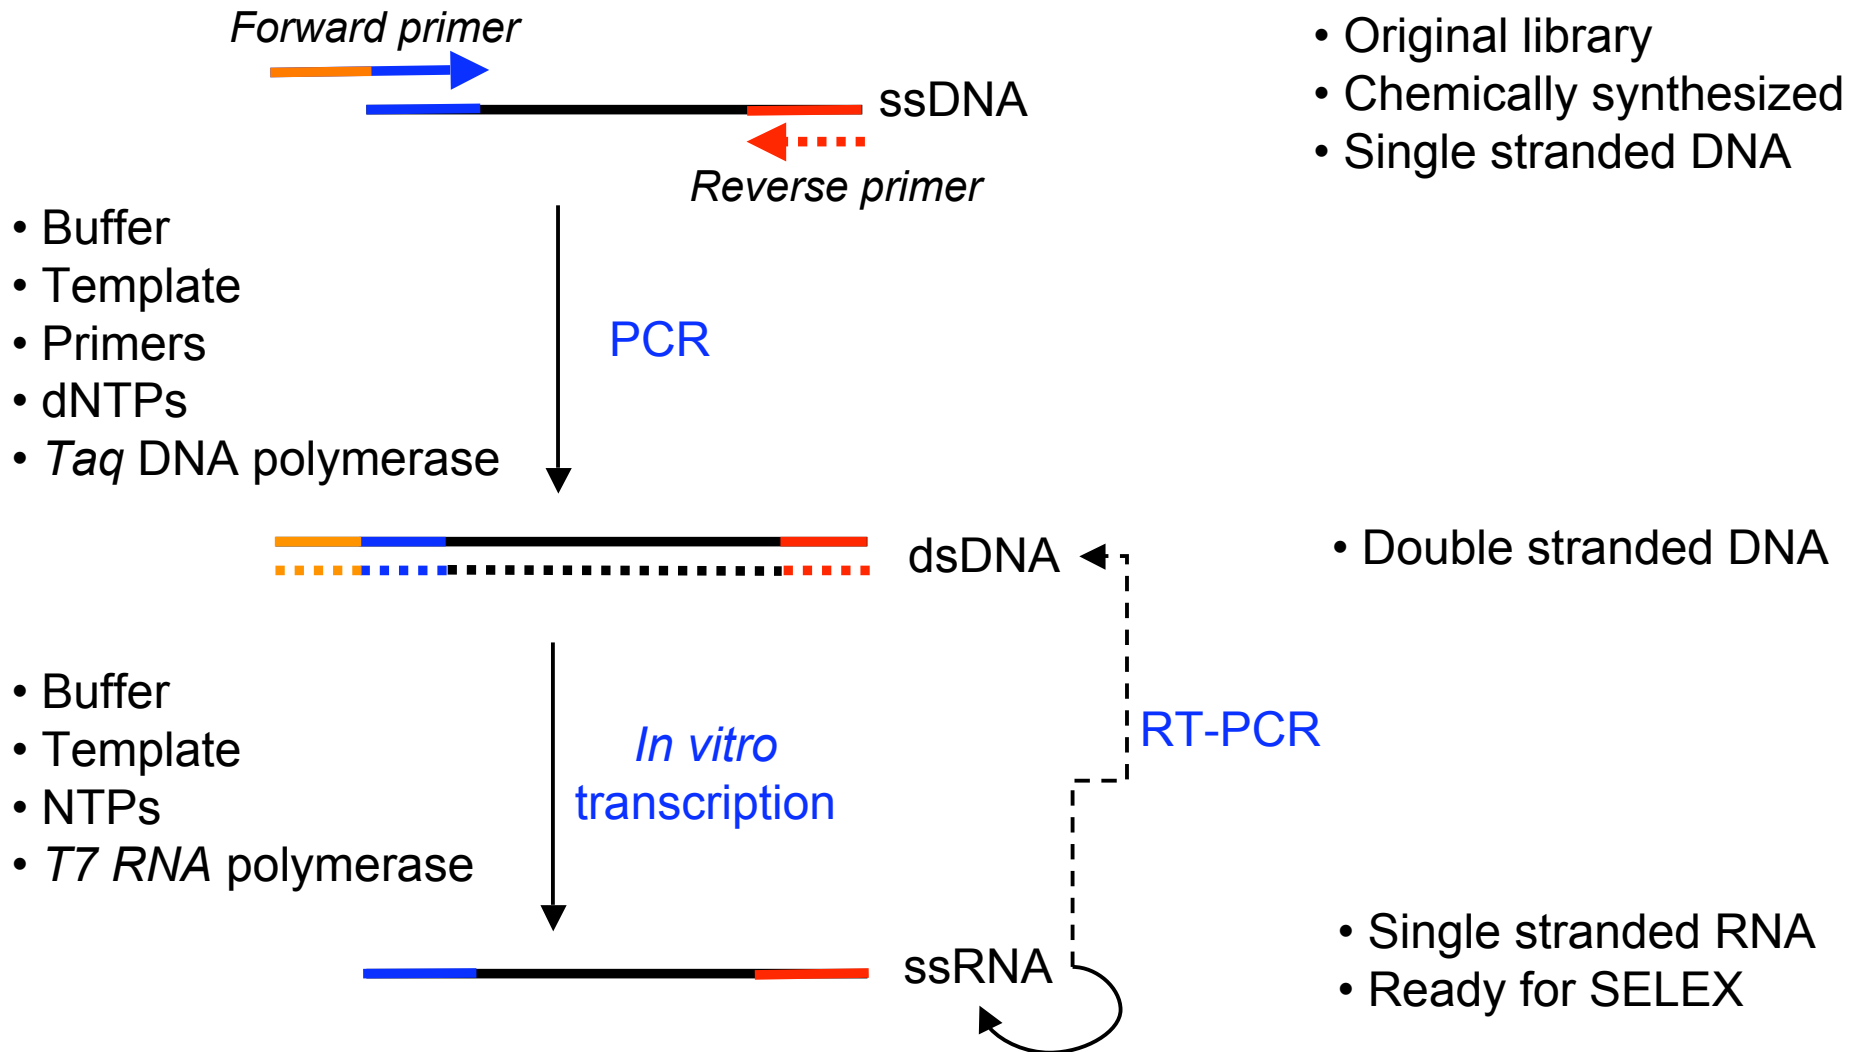 Forward primer
ssDNA
Reverse primer
• Original library
• Chemically synthesized
• Single stranded DNA
• Buffer
• Template
• Primers
• dNTPs
• Taq DNA polymerase
PCR
dsDNA
• Double stranded DNA
• Buffer
• Template
• NTPs
• T7 RNA polymerase
In vitro
transcription
RT-PCR
ssRNA
• Single stranded RNA
• Ready for SELEX